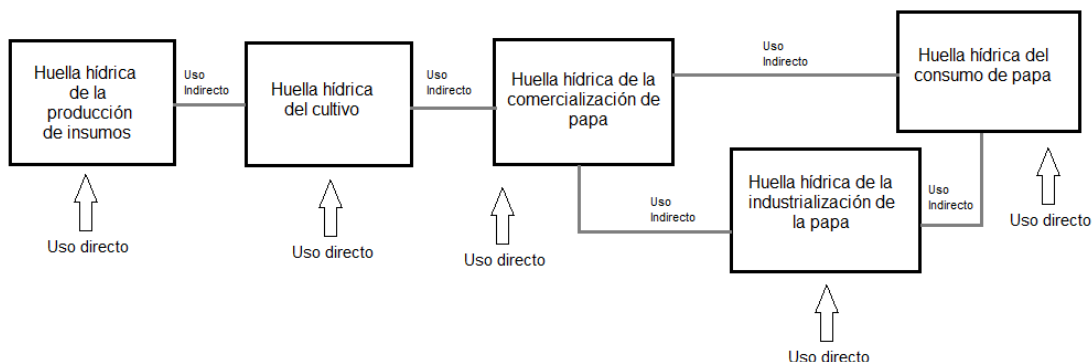 Huella hídrica
de la
producción
de insumos
Uso
Indirecto
Huella hídrica
del cultivo
Uso
Indirecto
Huella hídrica de la
comercialización de
papa
Uso
Indirecto
Huella hídrica del
consumo de papa
Uso
Indirecto
Huella hídrica de la
industrialización de
la papa
Uso
Indirecto
Uso directo
Uso directo
Uso directo
Uso directo
Uso directo